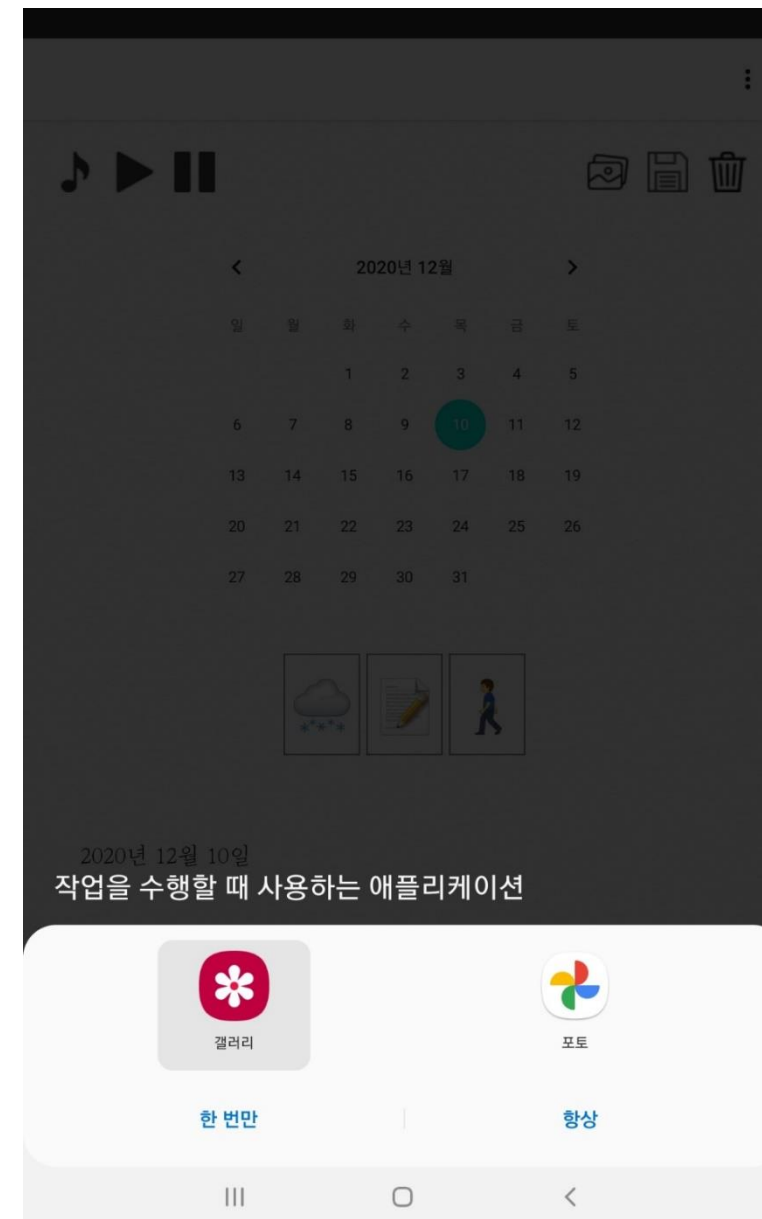 2020년 12월
일 월 화 수 목 금 토
1 2 3 4 5
6 7 8 9 10 11 12
13 14 15 16 17 18 19
20 21 22 23 24 25 26
27 28 29 30 31
2020년 12월 10일
작업을 수행할 때 사용하는 애플리케이션
갤러리 포토
한 번만 항상